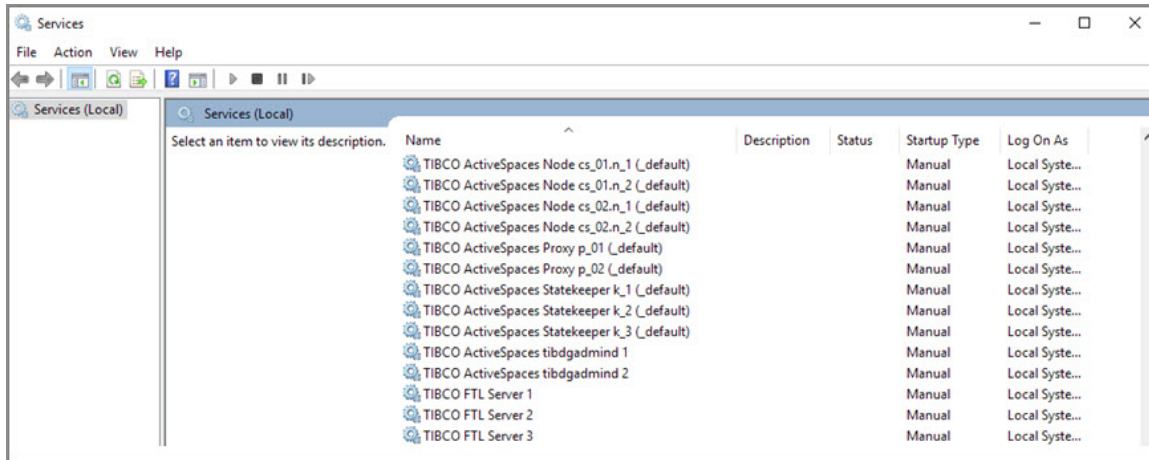 Services
File Action View Help
Services (Local)
Services (Local)
Select an item to view its description.
Name Description Status Startup Type Log On As
TIBCO ActiveSpaces Node cs_01.n_1 (_default) Manual Local Syste...
TIBCO ActiveSpaces Node cs_01.n_2 (_default) Manual Local Syste...
TIBCO ActiveSpaces Node cs_02.n_1 (_default) Manual Local Syste...
TIBCO ActiveSpaces Node cs_02.n_2 (_default) Manual Local Syste...
TIBCO ActiveSpaces Proxy p_01 (_default) Manual Local Syste...
TIBCO ActiveSpaces Proxy p_02 (_default) Manual Local Syste...
TIBCO ActiveSpaces Statekeeper k_1 (_default) Manual Local Syste...
TIBCO ActiveSpaces Statekeeper k_2 (_default) Manual Local Syste...
TIBCO ActiveSpaces Statekeeper k_3 (_default) Manual Local Syste...
TIBCO ActiveSpaces tibdgadmind 1 Manual Local Syste...
TIBCO ActiveSpaces tibdgadmind 2 Manual Local Syste...
TIBCO FTL Server 1 Manual Local Syste...
TIBCO FTL Server 2 Manual Local Syste...
TIBCO FTL Server 3 Manual Local Syste...